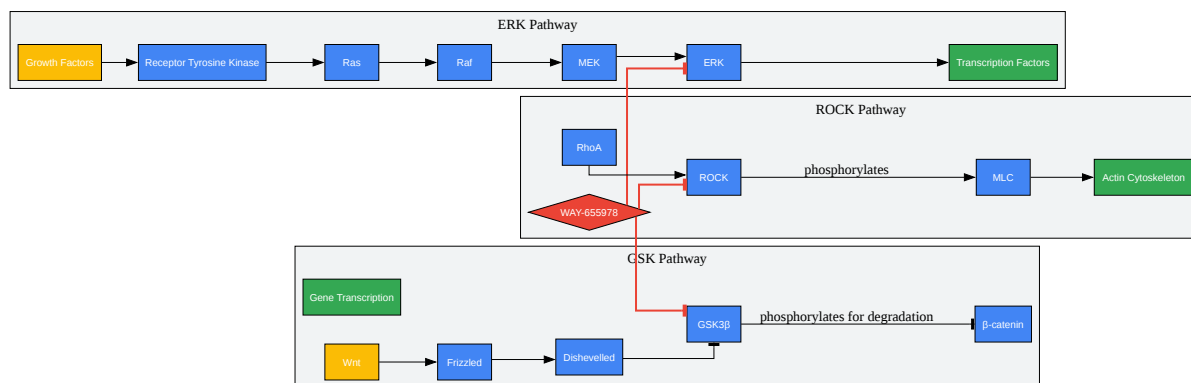 ERK Pathway
Growth Factors
Receptor Tyrosine Kinase
Ras
Raf
MEK
ERK
Transcription Factors
ROCK Pathway
RhoA
ROCK
phosphorylates
MLC
Actin Cytoskeleton
WAY-655978
GSK Pathway
Gene Transcription
GSK3β
phosphorylates for degradation
β-catenin
Wnt
Frizzled
Dishevelled